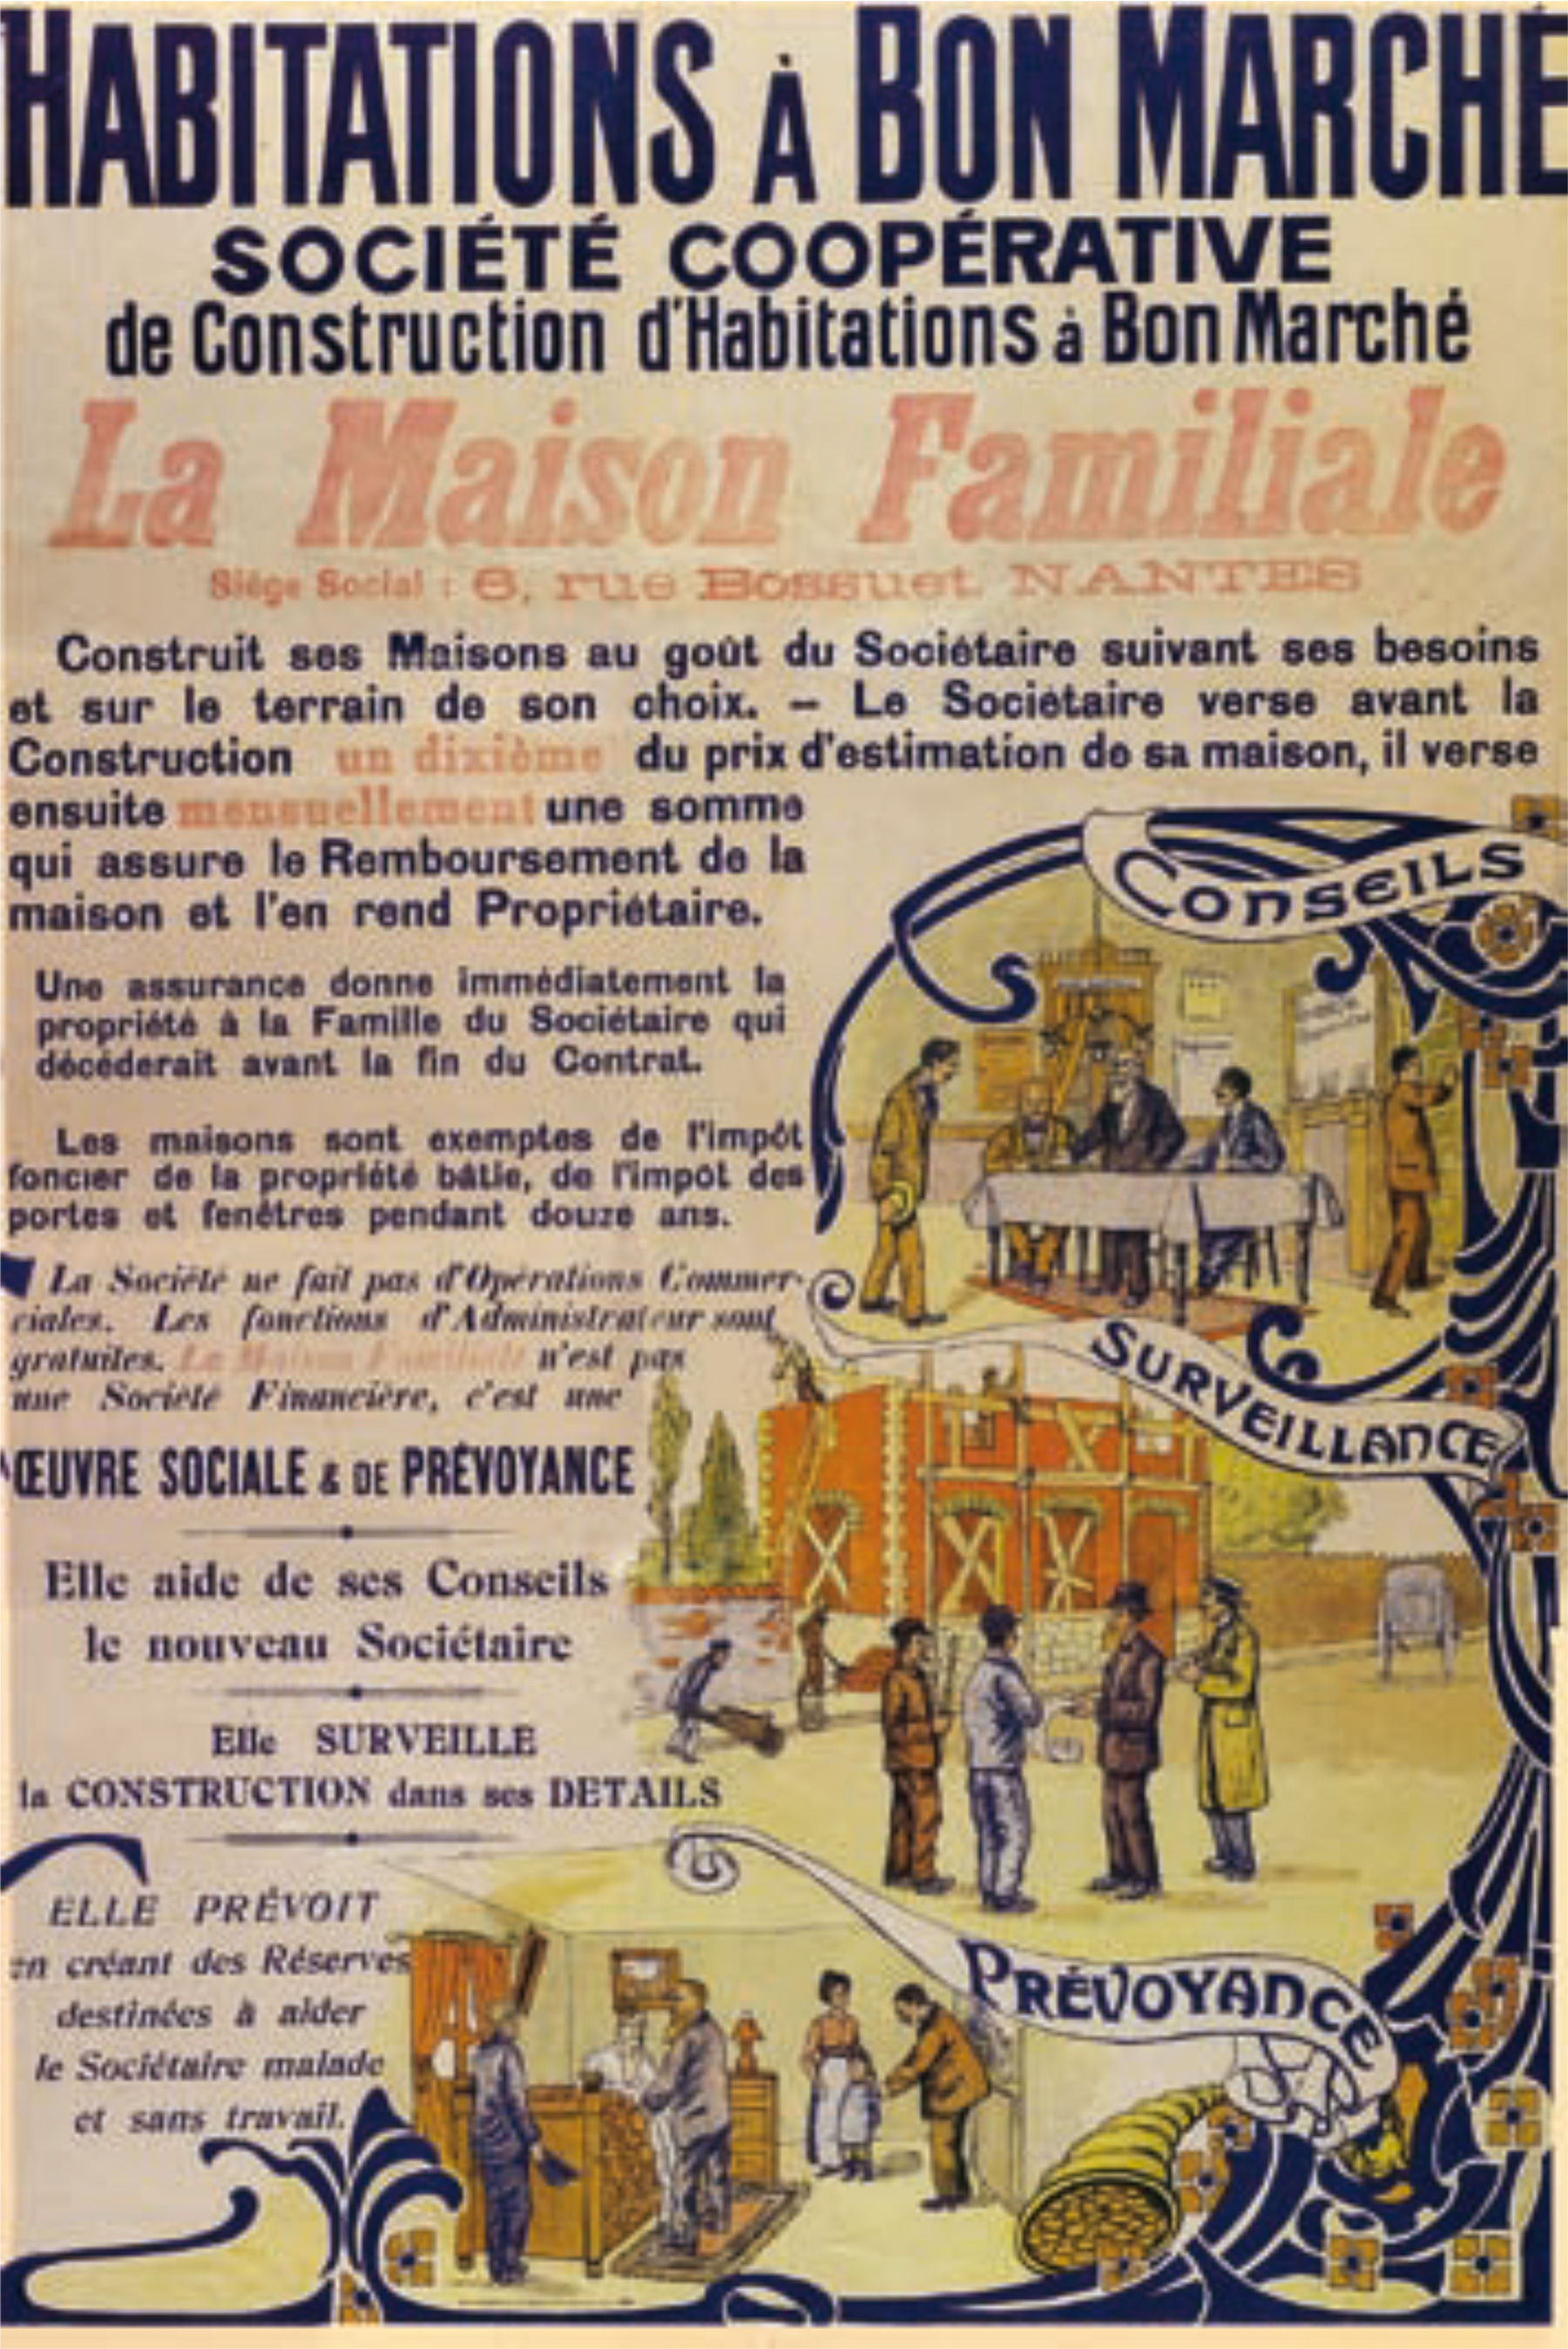 HABITATIONS À BON MARCHÉ
SOCIÉTÉ COOPÉRATIVE
de Construction d'Habitations à Bon Marché
La Maison Familiale
Siège Social : 6, rue Bossuet NANTES
Construit ses Maisons au goût du Sociétaire suivant ses besoins
et sur le terrain de son choix. — Le Sociétaire verse avant la
Construction un dixième du prix d'estimation de sa maison, il verse
ensuite mensuellement une somme
qui assure le Remboursement de la
maison et l'en rend Propriétaire.
Une assurance donne immédiatement la
propriété à la Famille du Sociétaire qui
décéderait avant la fin du Contrat.
Les maisons sont exemptes de l'impôt
foncier de la propriété bâtie, de l'impôt des
portes et fenêtres pendant douze ans.
La Société ne fait pas d'Opérations Commer-
ciales. Les fonctions d'Administrateur sont
gratuites. La Maison Familiale n'est pas
une Société Financière, c'est une
ŒUVRE SOCIALE & DE PRÉVOYANCE
Elle aide de ses Conseils
le nouveau Sociétaire
Elle SURVEILLE
la CONSTRUCTION dans ses DETAILS
ELLE PRÉVOIT
en créant des Réserves
destinées à aider
le Sociétaire malade
et sans travail.
CONSEILS
SURVEILLANCE
PRÉVOYANCE